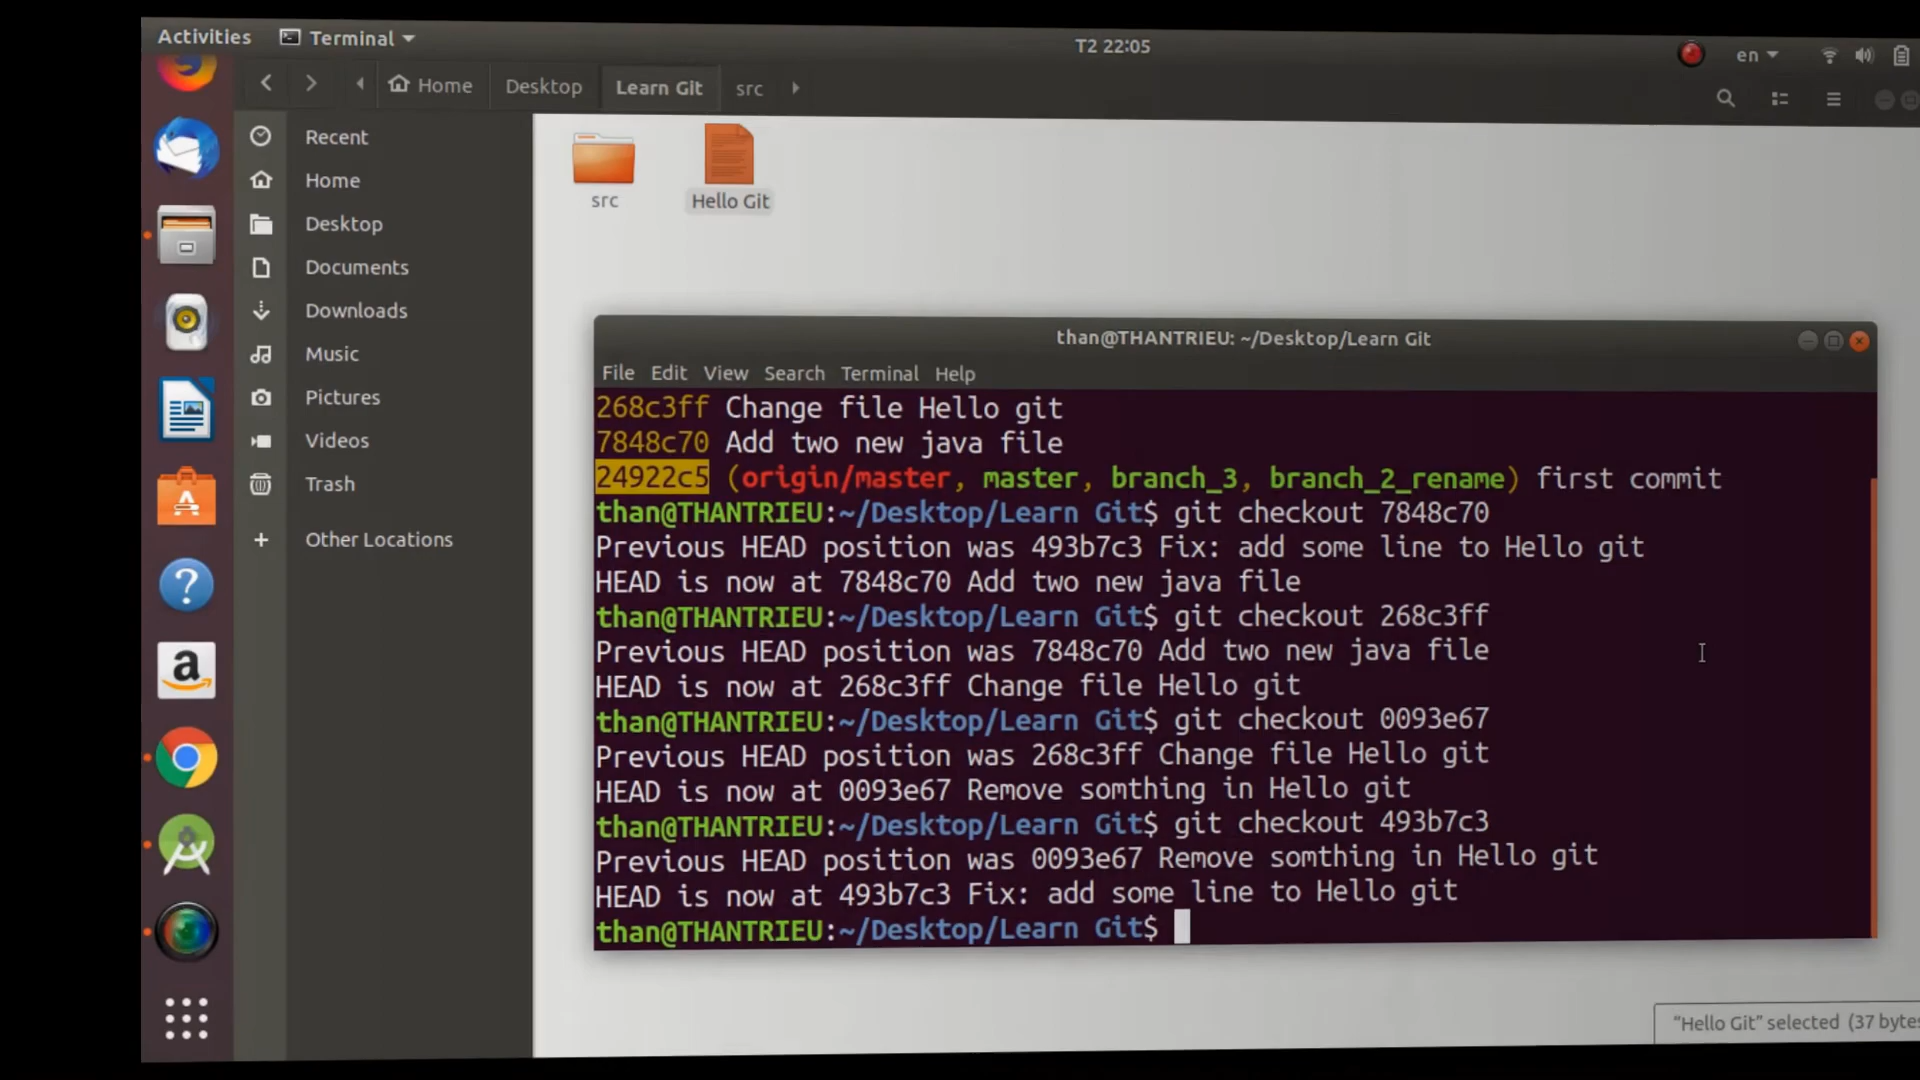 Activities Terminal T2 22:05 en
Home Desktop Learn Git src
Recent
Home
Desktop
Documents
Downloads
Music
Pictures
Videos
Trash
Other Locations
src
Hello Git
than@THANTRIEU: ~/Desktop/Learn Git
File Edit View Search Terminal Help
268c3ff Change file Hello git
7848c70 Add two new java file
24922c5 (origin/master, master, branch_3, branch_2_rename) first commit
than@THANTRIEU:~/Desktop/Learn Git$ git checkout 7848c70
Previous HEAD position was 493b7c3 Fix: add some line to Hello git
HEAD is now at 7848c70 Add two new java file
than@THANTRIEU:~/Desktop/Learn Git$ git checkout 268c3ff
Previous HEAD position was 7848c70 Add two new java file
HEAD is now at 268c3ff Change file Hello git
than@THANTRIEU:~/Desktop/Learn Git$ git checkout 0093e67
Previous HEAD position was 268c3ff Change file Hello git
HEAD is now at 0093e67 Remove somthing in Hello git
than@THANTRIEU:~/Desktop/Learn Git$ git checkout 493b7c3
Previous HEAD position was 0093e67 Remove somthing in Hello git
HEAD is now at 493b7c3 Fix: add some line to Hello git
than@THANTRIEU:~/Desktop/Learn Git$
"Hello Git" selected (37 bytes
a